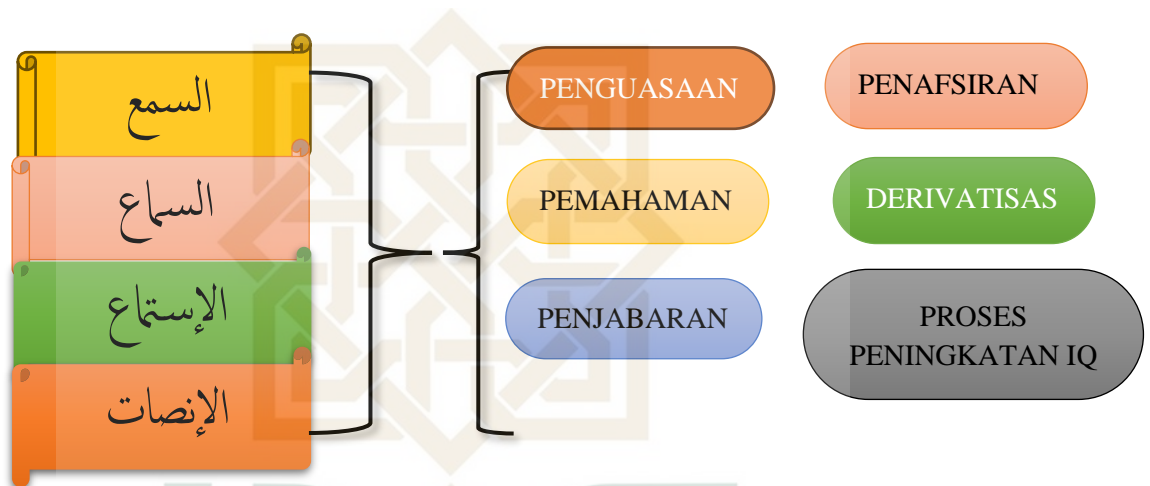 السمع
السماع
الإستماع
الإنصات
PENGUASAAN
PENAFSIRAN
PEMAHAMAN
DERIVATISAS
PENJABARAN
PROSES
PENINGKATAN IQ